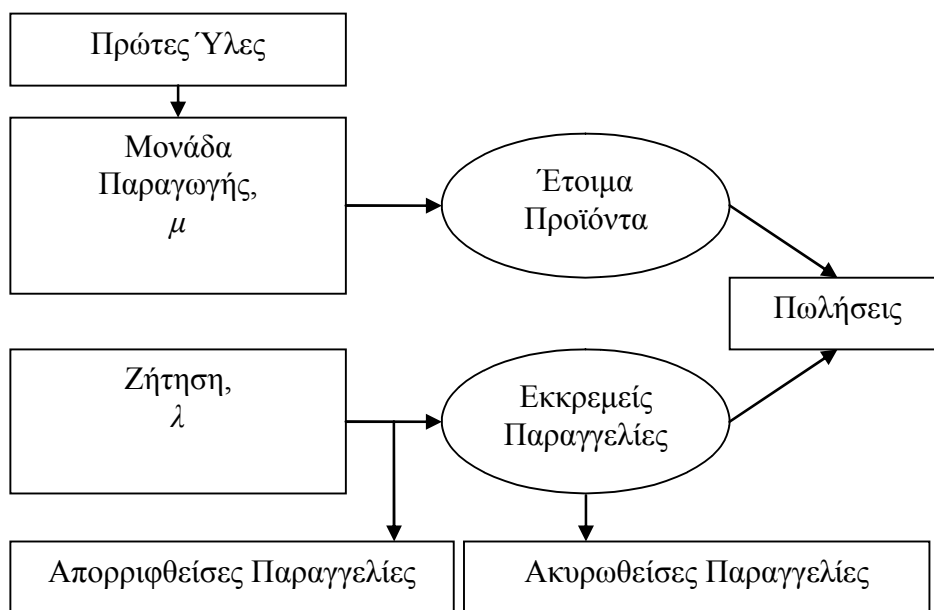 Πρώτες Ύλες
Μονάδα
Παραγωγής,
μ
Έτοιμα
Προϊόντα
Πωλήσεις
Ζήτηση,
λ
Εκκρεμείς
Παραγγελίες
Απορριφθείσες Παραγγελίες
Ακυρωθείσες Παραγγελίες